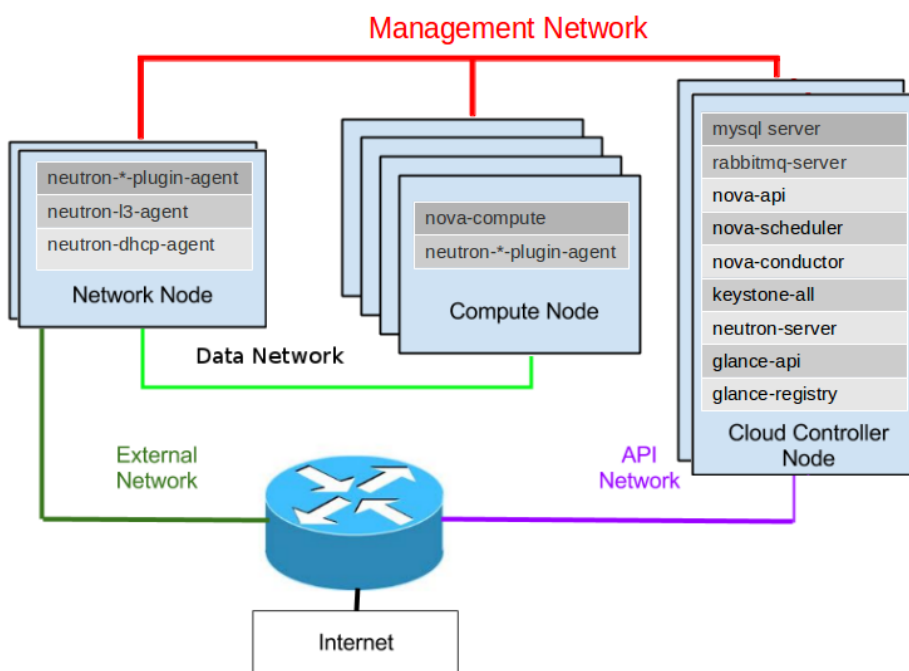 Management Network
neutron-*-plugin-agent
neutron-l3-agent
neutron-dhcp-agent
Network Node
nova-compute
neutron-*-plugin-agent
Compute Node
mysql server
rabbitmq-server
nova-api
nova-scheduler
nova-conductor
keystone-all
neutron-server
glance-api
glance-registry
Cloud Controller
Node
Data Network
External
Network
API
Network
Internet